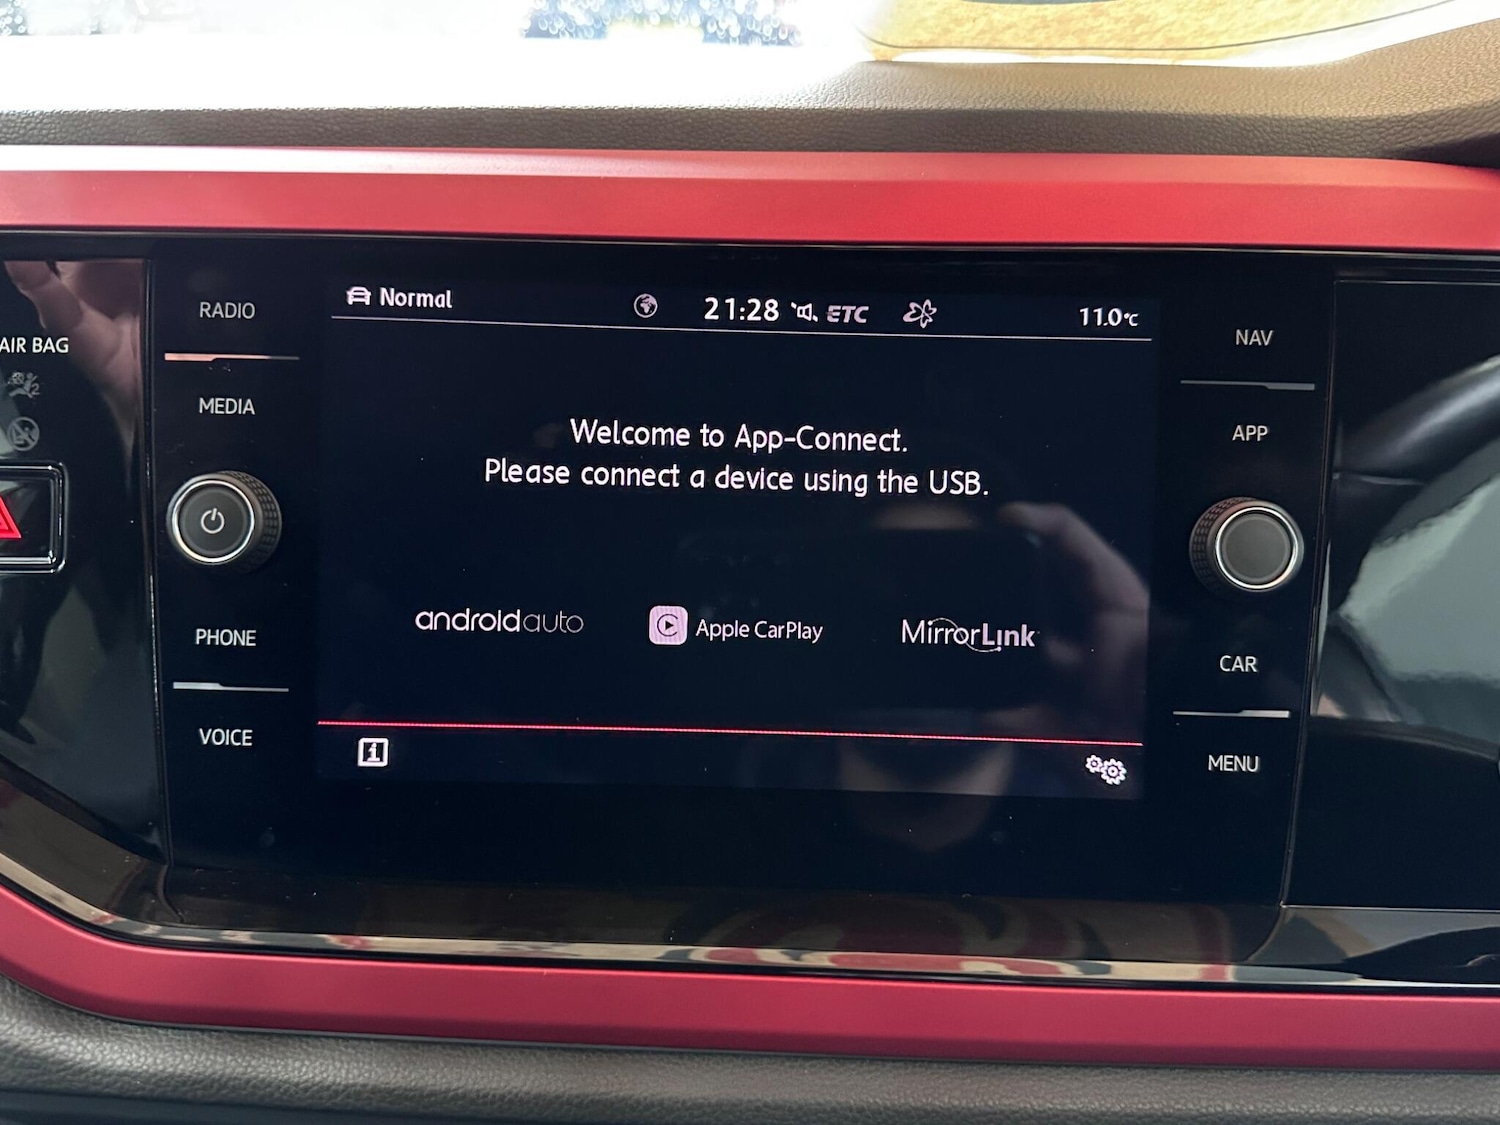 Normal
21:28 ETC
11.0°C
RADIO
MEDIA
PHONE
VOICE
AIR BAG
2
Welcome to App-Connect.
Please connect a device using the USB.
androidauto
Apple CarPlay
MirrorLink
i
NAV
APP
CAR
MENU